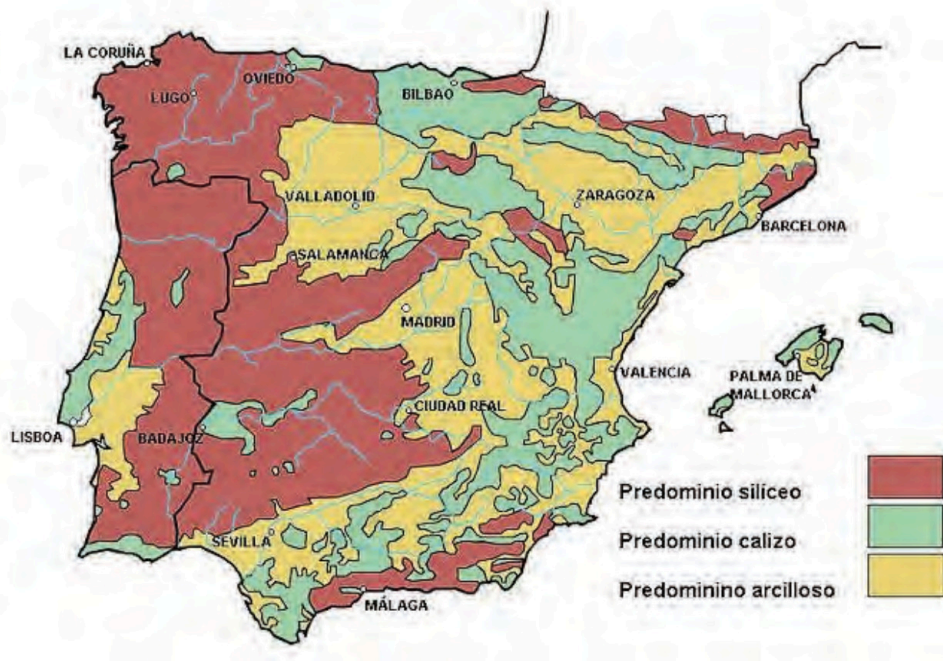 LA CORUÑA
OVIEDO
BILBAO
LUGO
VALLADOLID
ZARAGOZA
BARCELONA
SALAMANCA
MADRID
VALENCIA
PALMA DE
MALLORCA
CIUDAD REAL
LISBOA
BADAJOZ
SEVILLA
MÁLAGA
Predominio silíceo
Predominio calizo
Predominino arcilloso